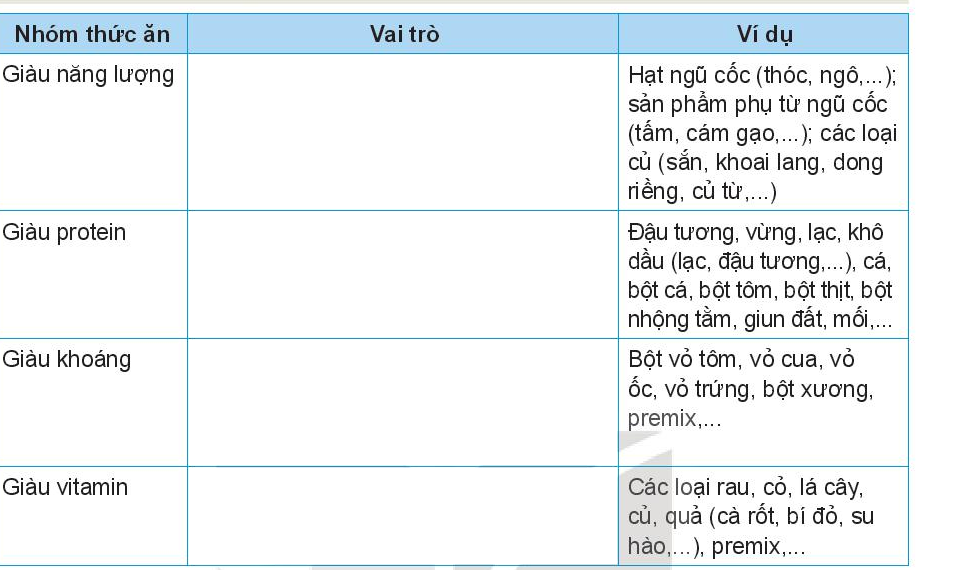 Nhóm thức ăn
Vai trò
Ví dụ
Giàu năng lượng
Hạt ngũ cốc (thóc, ngô,...);
sản phẩm phụ từ ngũ cốc
(tấm, cám gạo,...); các loại
củ (sắn, khoai lang, dong
riềng, củ từ,...)
Giàu protein
Đậu tương, vừng, lạc, khô
dầu (lạc, đậu tương,...), cá,
bột cá, bột tôm, bột thịt, bột
nhộng tằm, giun đất, mối,...
Giàu khoáng
Bột vỏ tôm, vỏ cua, vỏ
ốc, vỏ trứng, bột xương,
premix,...
Giàu vitamin
Các loại rau, cỏ, lá cây,
củ, quả (cà rốt, bí đỏ, su
hào,...), premix,...